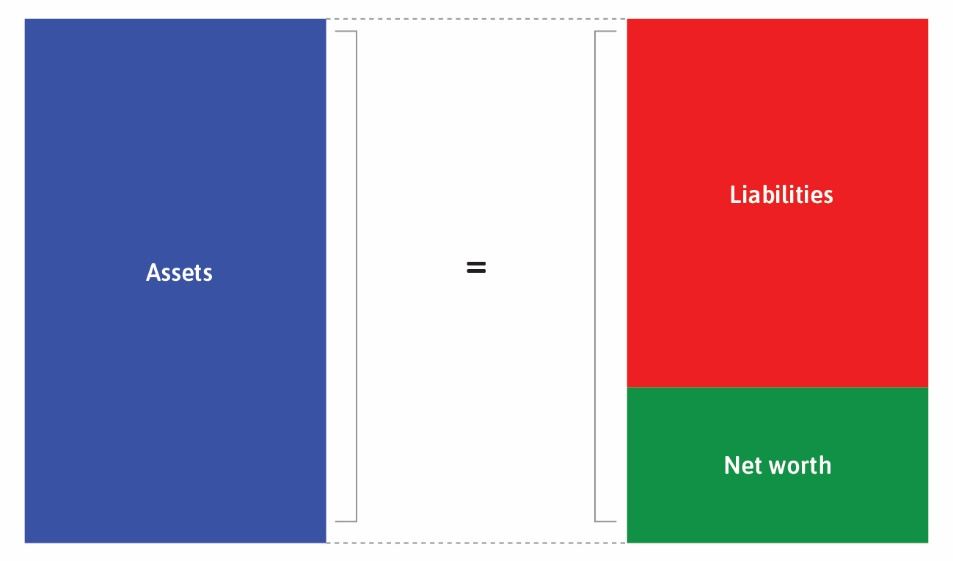 Assets
=
Liabilities
Net worth